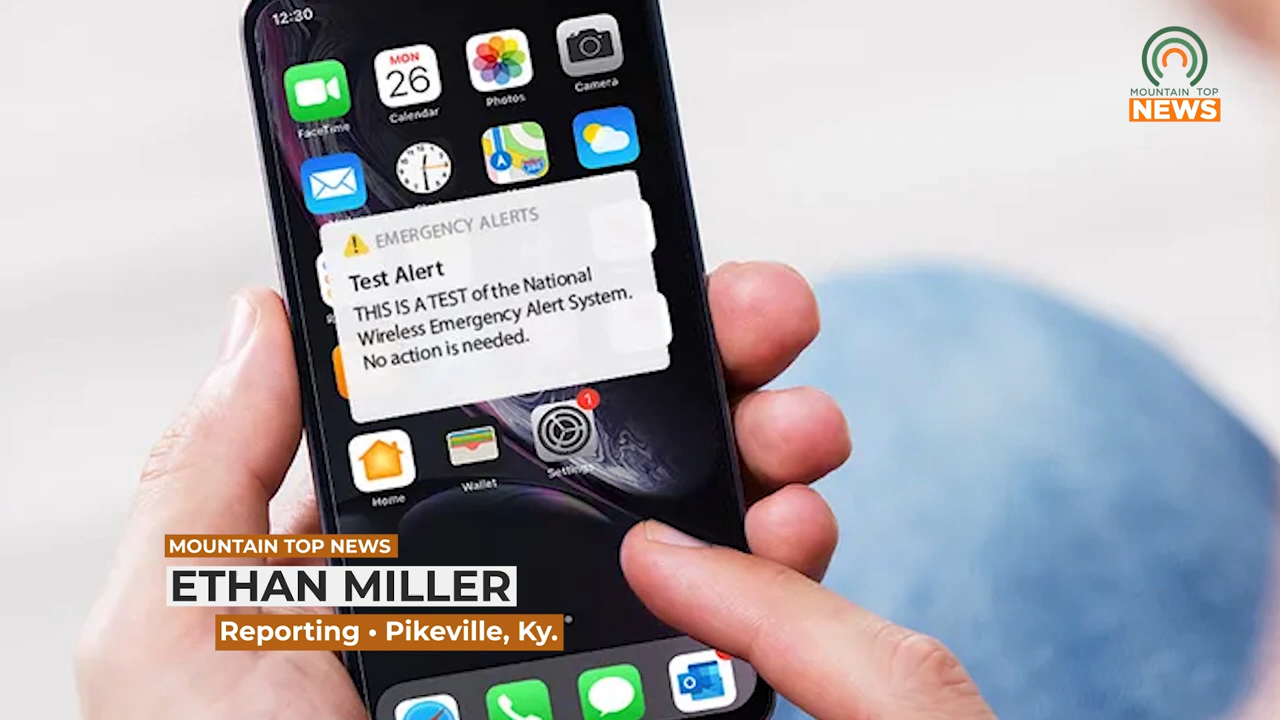 12:30
MON
26
FaceTime
Calendar
Photos
Camera
EMERGENCY ALERTS
Test Alert
THIS IS A TEST of the National
Wireless Emergency Alert System.
No action is needed.
1
Home
Wallet
Settings
MOUNTAIN TOP
NEWS
MOUNTAIN TOP NEWS
ETHAN MILLER
Reporting • Pikeville, Ky.